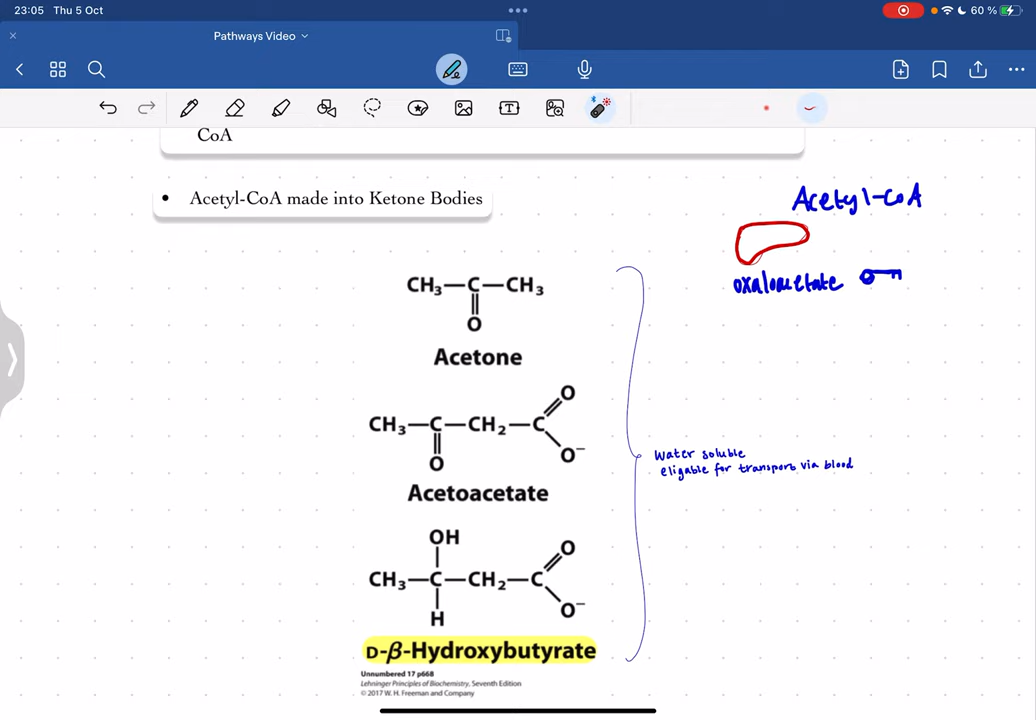 23:05 Thu 5 Oct
60 %
Pathways Video
CoA
• Acetyl-CoA made into Ketone Bodies
Acetyl-CoA
oxaloacetate
CH3—C—CH3
O
Acetone
O
CH3—C—CH2—C
O
O−
Acetoacetate
Water soluble
eligable for transport via blood
OH
O
CH3—C—CH2—C
H
O−
D-β-Hydroxybutyrate
Unnumbered 17 p668
Lehninger Principles of Biochemistry, Seventh Edition
© 2017 W. H. Freeman and Company